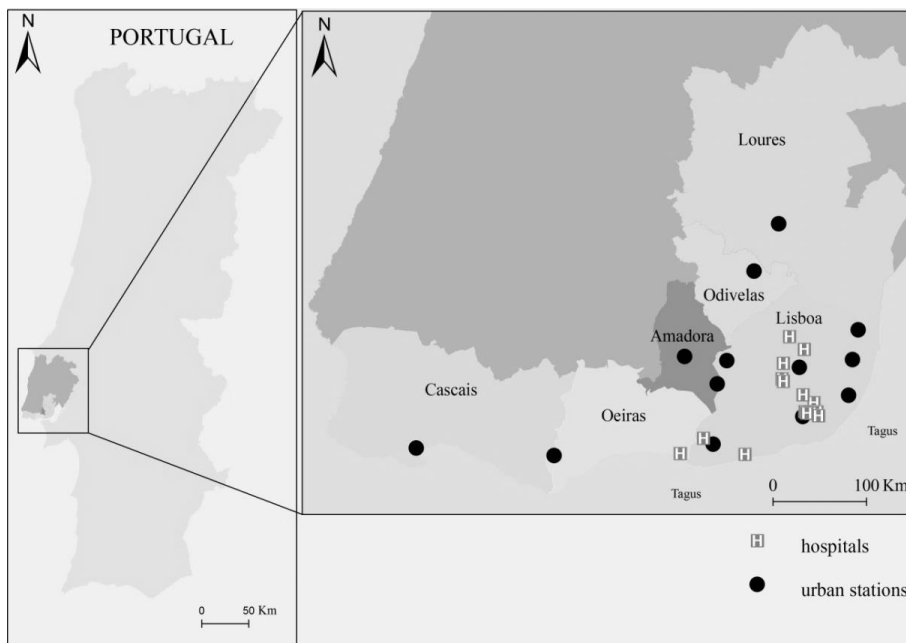 N
PORTUGAL
0 50 Km
N
Loures
Odivelas
Lisboa
Amadora
Cascais
Oeiras
Tagus
Tagus
0 100 Km
H hospitals
urban stations
H
H
H
H
H
H
H
H
H
H
H